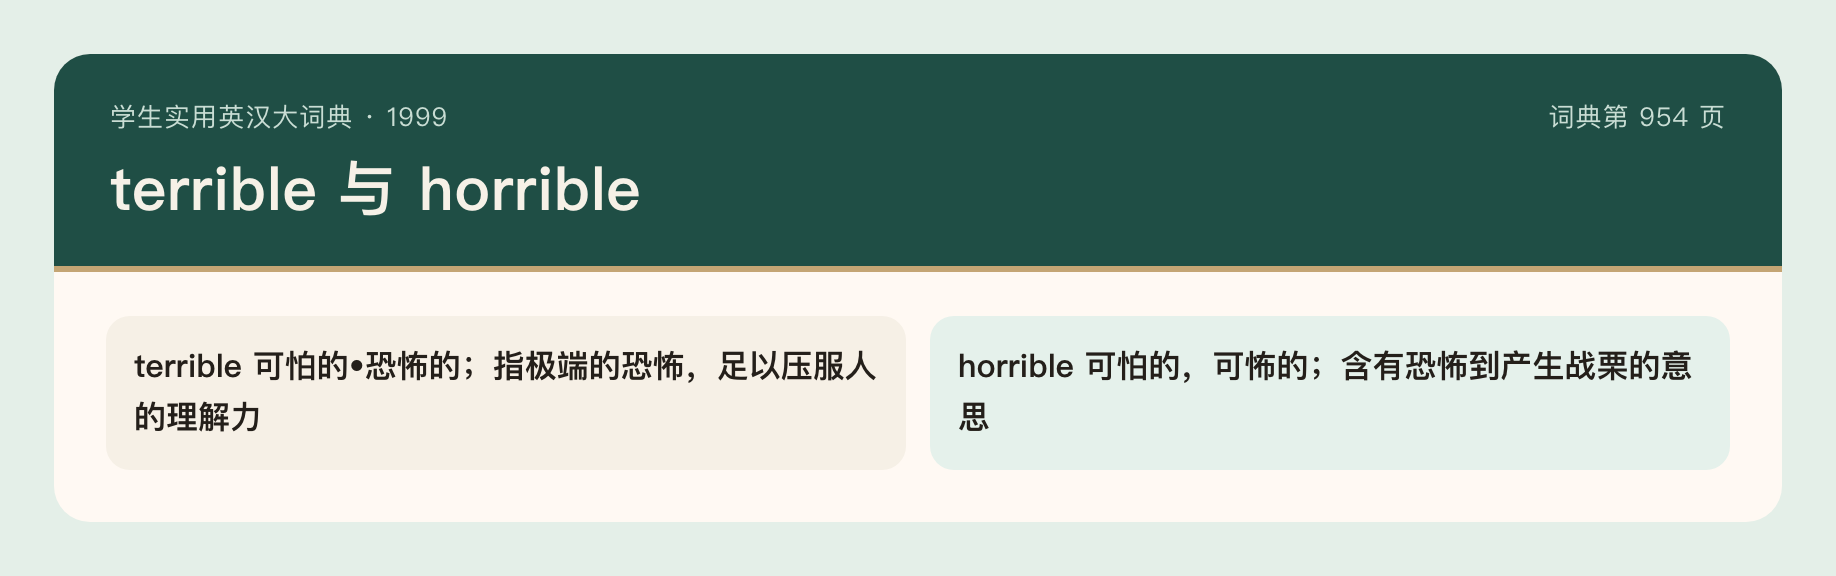 学生实用英汉大词典 · 1999
词典第 954 页
terrible 与 horrible
terrible 可怕的•恐怖的；指极端的恐怖，足以压服人
的理解力
horrible 可怕的，可怖的；含有恐怖到产生战栗的意
思